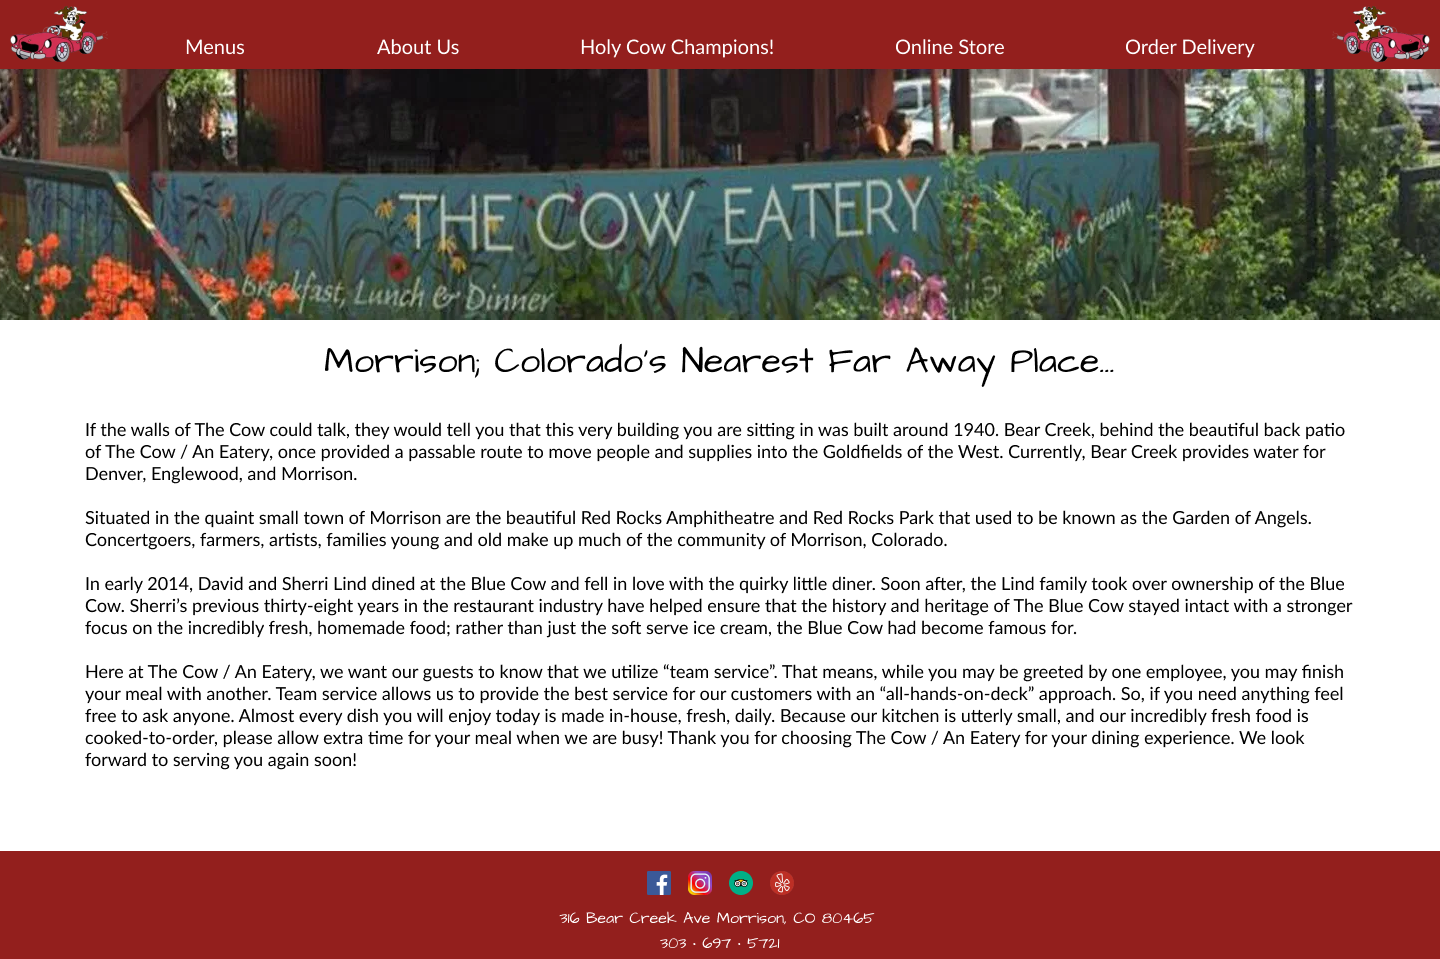 Menus
About Us
Holy Cow Champions!
Online Store
Order Delivery
THE COW EATERY
Ice Cream
Breakfast, Lunch & Dinner
Morrison; Colorado's Nearest Far Away Place...
If the walls of The Cow could talk, they would tell you that this very building you are sitting in was built around 1940. Bear Creek, behind the beautiful back patio
of The Cow / An Eatery, once provided a passable route to move people and supplies into the Goldfields of the West. Currently, Bear Creek provides water for
Denver, Englewood, and Morrison.
Situated in the quaint small town of Morrison are the beautiful Red Rocks Amphitheatre and Red Rocks Park that used to be known as the Garden of Angels.
Concertgoers, farmers, artists, families young and old make up much of the community of Morrison, Colorado.
In early 2014, David and Sherri Lind dined at the Blue Cow and fell in love with the quirky little diner. Soon after, the Lind family took over ownership of the Blue
Cow. Sherri’s previous thirty-eight years in the restaurant industry have helped ensure that the history and heritage of The Blue Cow stayed intact with a stronger
focus on the incredibly fresh, homemade food; rather than just the soft serve ice cream, the Blue Cow had become famous for.
Here at The Cow / An Eatery, we want our guests to know that we utilize “team service”. That means, while you may be greeted by one employee, you may finish
your meal with another. Team service allows us to provide the best service for our customers with an “all-hands-on-deck” approach. So, if you need anything feel
free to ask anyone. Almost every dish you will enjoy today is made in-house, fresh, daily. Because our kitchen is utterly small, and our incredibly fresh food is
cooked-to-order, please allow extra time for your meal when we are busy! Thank you for choosing The Cow / An Eatery for your dining experience. We look
forward to serving you again soon!
316 Bear Creek Ave Morrison, CO 80465
303 • 697 • 5721